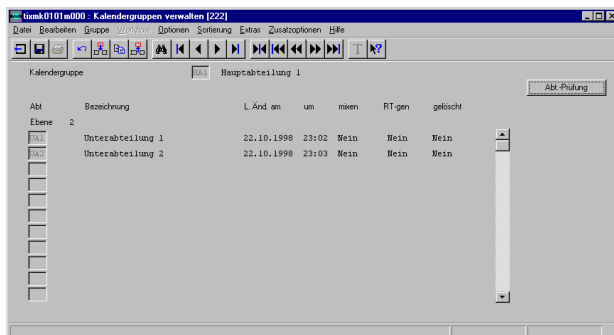 tixmk0101m000 : Kalendergruppen verwalten [222]
Datei Bearbeiten Gruppe Workflow Optionen Sortierung Extras Zusatzoptionen Hilfe
Kalendergruppe HA1 Hauptabteilung 1
Abt.-Prüfung
Abt Bezeichnung L. Änd. am um mixen RT-gen gelöscht
Ebene 2
UA1 Unterabteilung 1 22.10.1998 23:02 Nein Nein Nein
UA2 Unterabteilung 2 22.10.1998 23:03 Nein Nein Nein